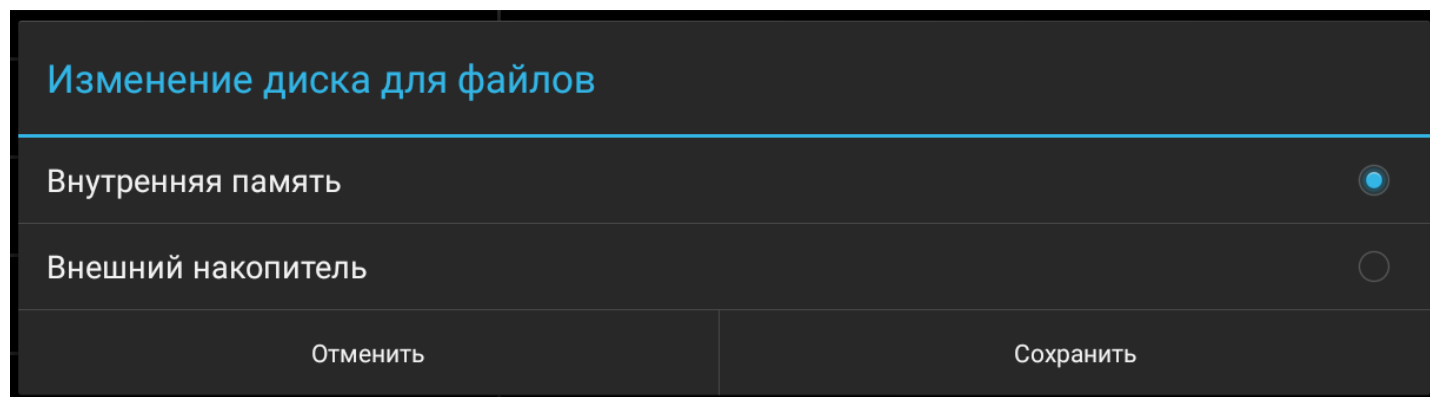 Изменение диска для файлов
Внутренняя память
Внешний накопитель
Отменить
Сохранить